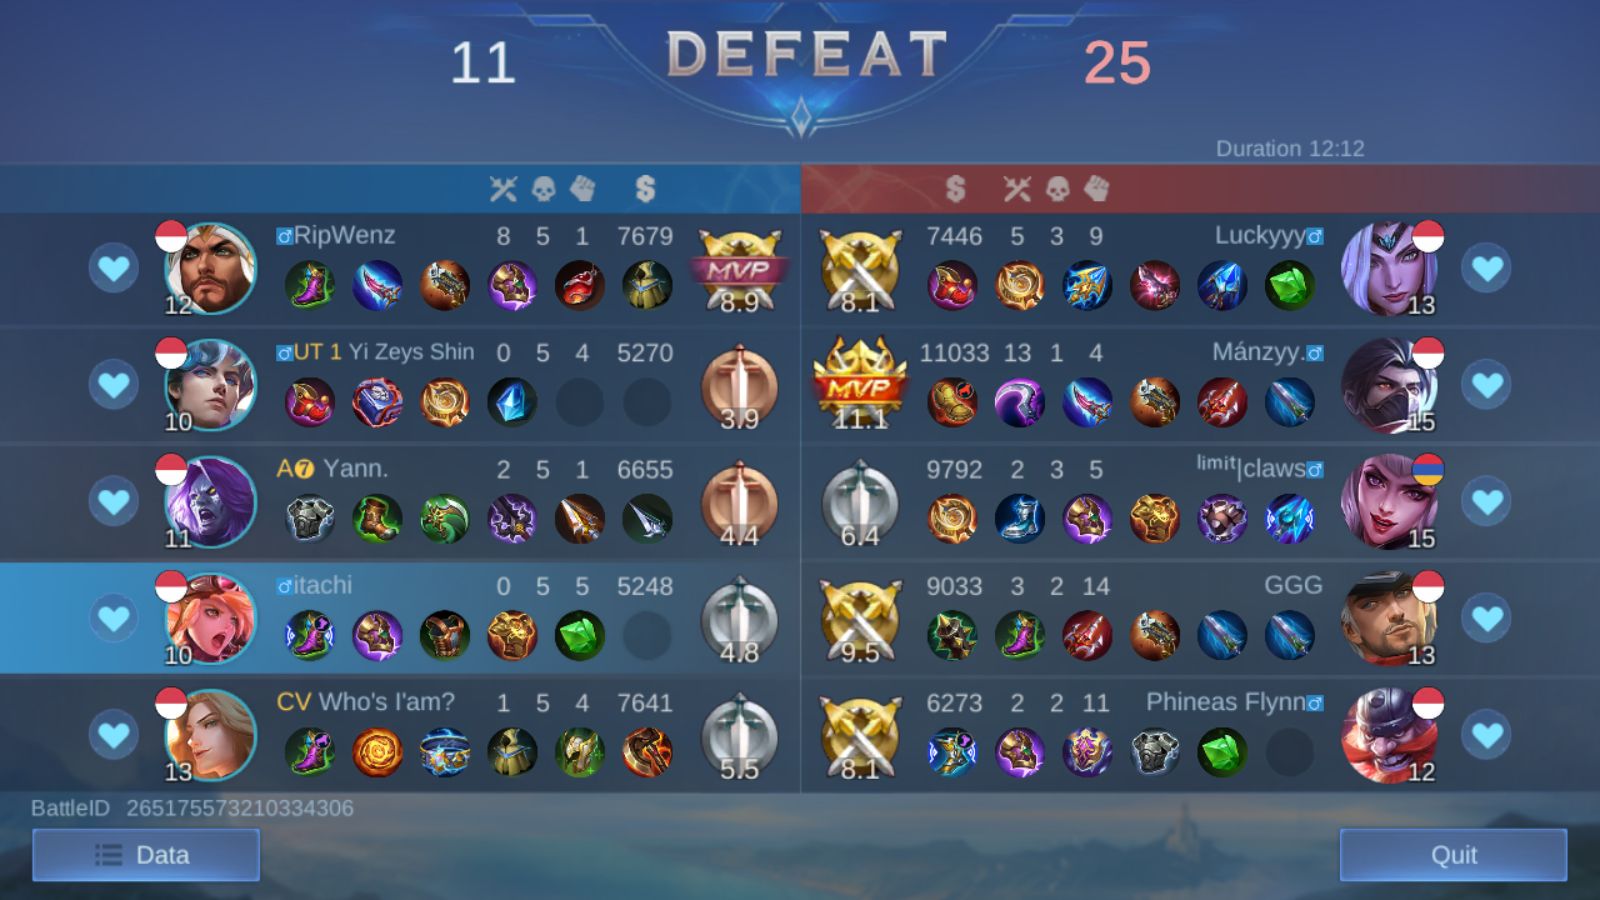 11 DEFEAT 25
Duration 12:12
RipWenz 8 5 1 7679
12 MVP 8.9
7446 5 3 9 Luckyyy
8.1 13
UT 1 Yi Zeys Shin 0 5 4 5270
10 3.9
11033 13 1 4 Mánzyy.
MVP 11.1 15
A7 Yann. 2 5 1 6655
11 4.4
9792 2 3 5 limit|claws
6.4 15
itachi 0 5 5 5248
10 4.8
9033 3 2 14 GGG
9.5 13
CV Who's I'am? 1 5 4 7641
13 5.5
6273 2 2 11 Phineas Flynn
8.1 12
BattleID 265175573210334306
Data Quit